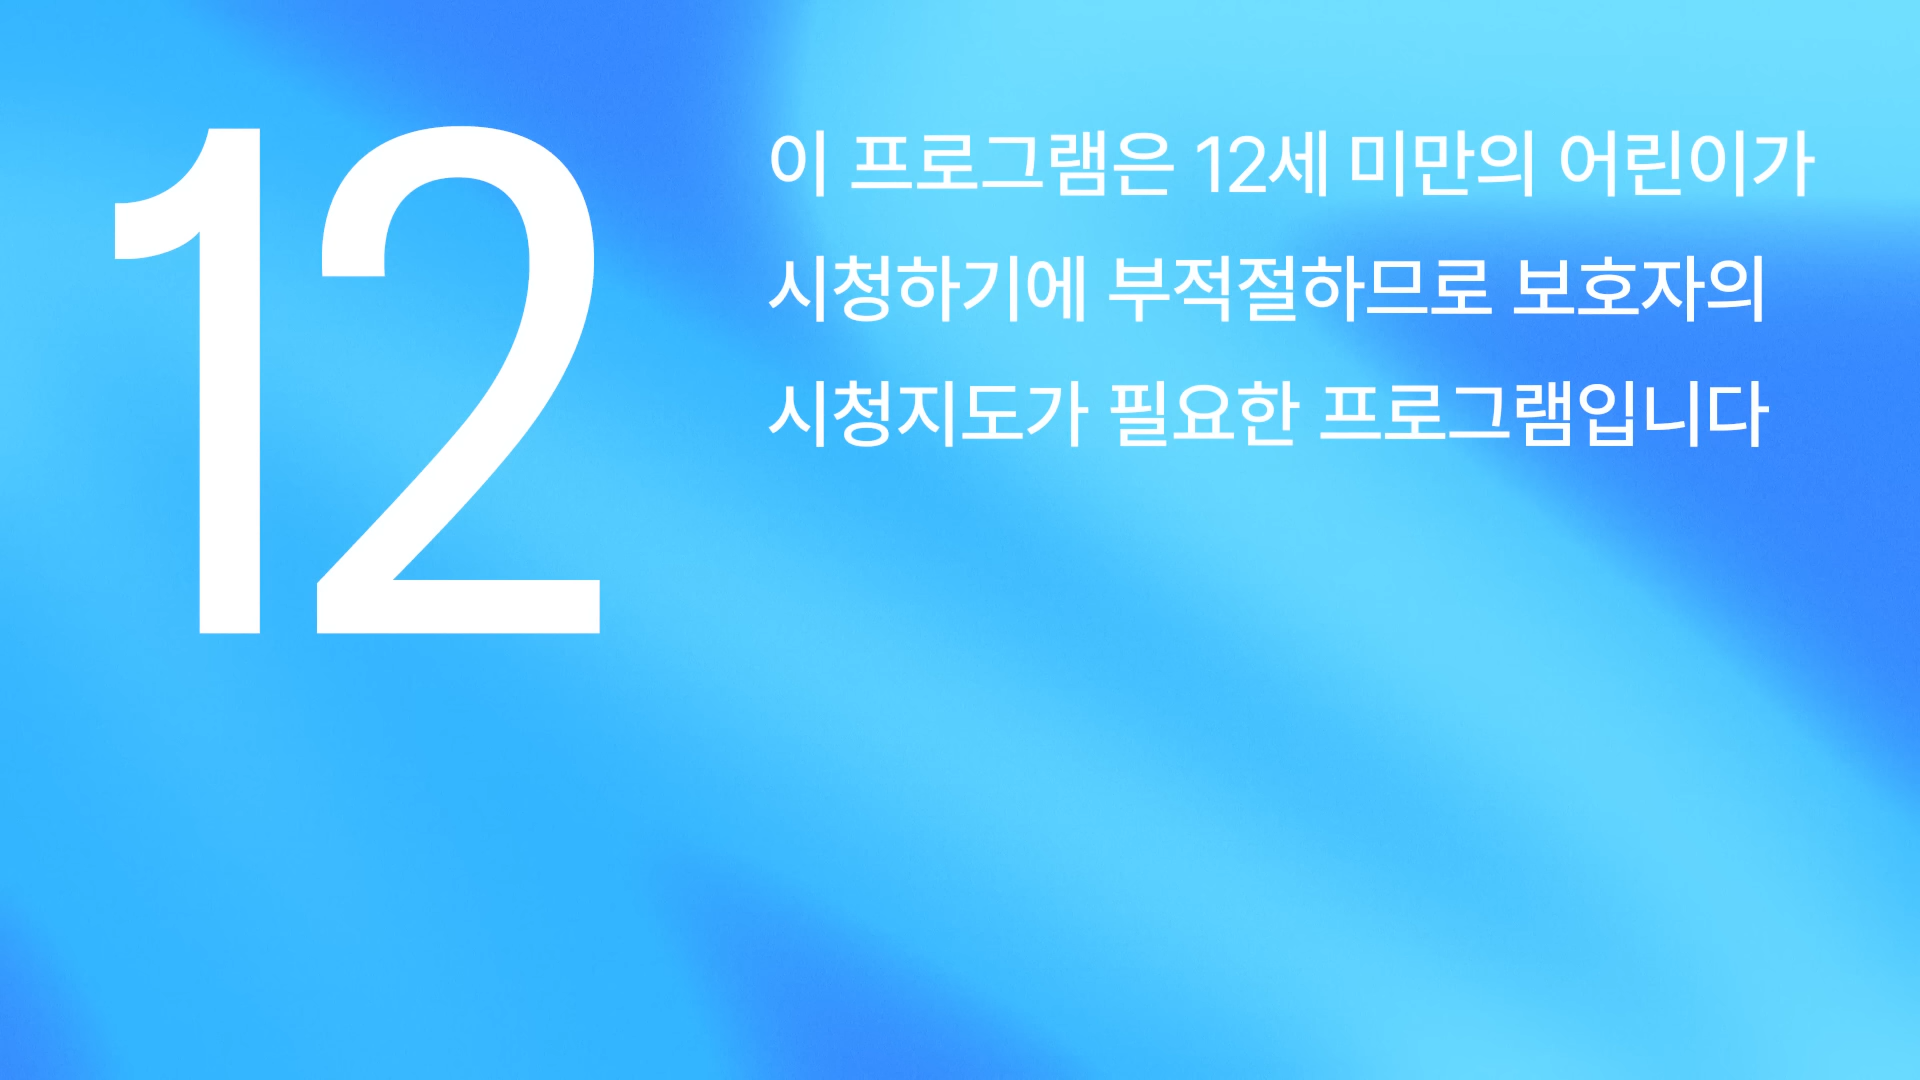 12
이 프로그램은 12세 미만의 어린이가
시청하기에 부적절하므로 보호자의
시청지도가 필요한 프로그램입니다